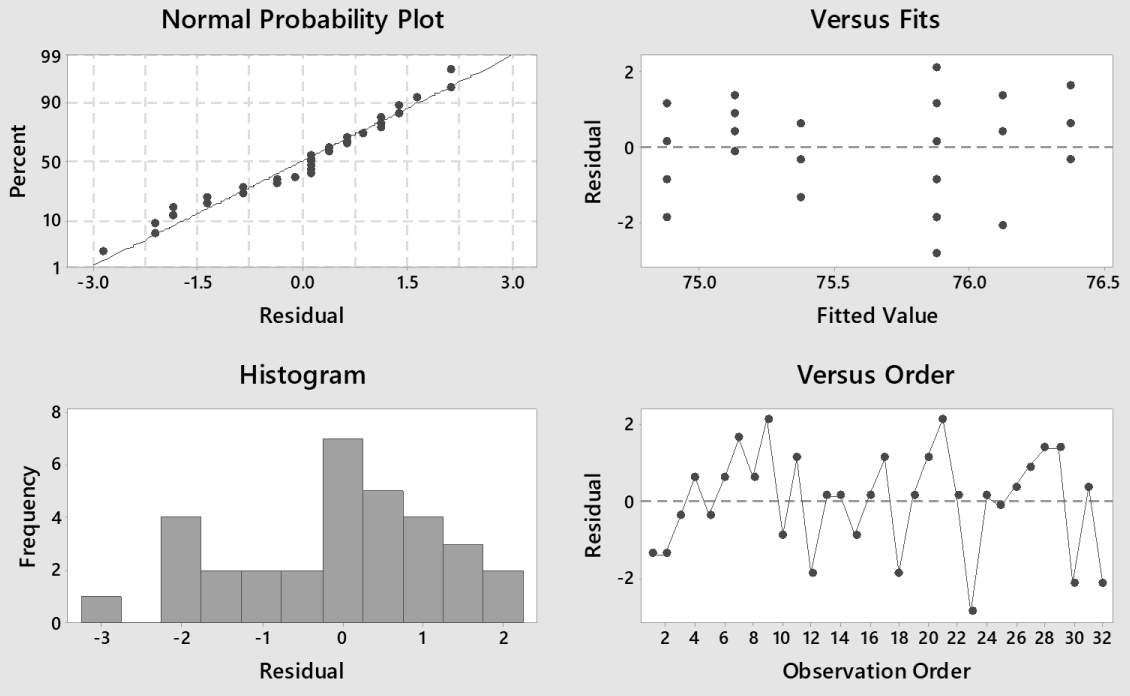 Normal Probability Plot
99
90
50
10
1
Percent
-3.0 -1.5 0.0 1.5 3.0
Residual
Versus Fits
2
0
-2
Residual
75.0 75.5 76.0 76.5
Fitted Value
Histogram
8
6
4
2
0
Frequency
-3 -2 -1 0 1 2
Residual
Versus Order
2
0
-2
Residual
2 4 6 8 10 12 14 16 18 20 22 24 26 28 30 32
Observation Order